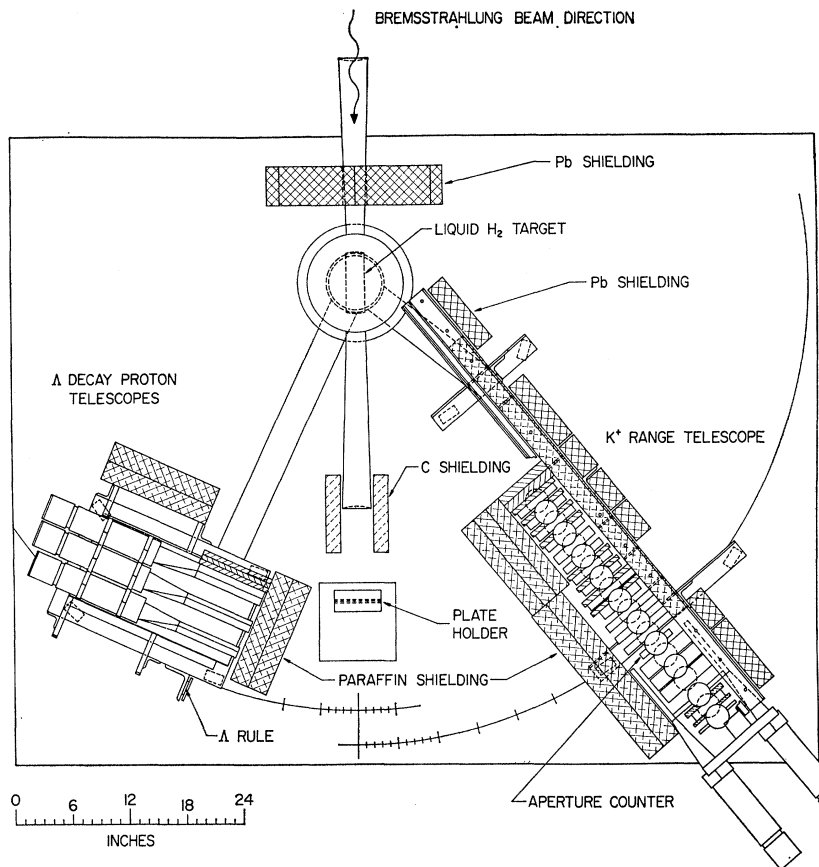 BREMSSTRAHLUNG BEAM DIRECTION
Pb SHIELDING
LIQUID H₂ TARGET
Pb SHIELDING
Λ DECAY PROTON
TELESCOPES
K⁺ RANGE TELESCOPE
C SHIELDING
PLATE
HOLDER
PARAFFIN SHIELDING
Λ RULE
APERTURE COUNTER
0 6 12 18 24
INCHES